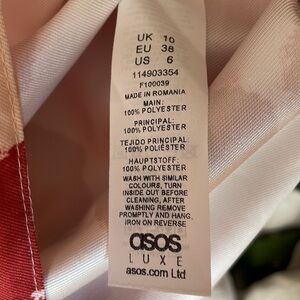 UK 10
EU 38
US 6
114903354
F100039
MADE IN ROMANIA
MAIN:
100% POLYESTER
PRINCIPAL:
100% POLYESTER
TEJIDO PRINCIPAL:
100% POLIÉSTER
HAUPTSTOFF:
100% POLYESTER
WASH WITH SIMILAR
COLOURS, TURN
INSIDE OUT BEFORE
CLEANING, AFTER
WASHING REMOVE
PROMPTLY AND HANG,
IRON ON REVERSE
asos
LUXE
asos.com Ltd